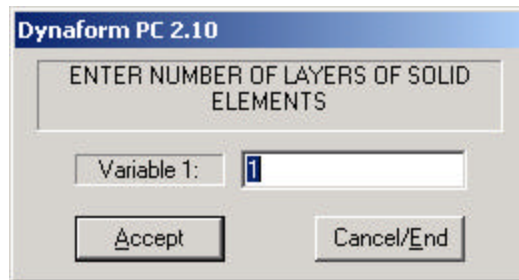 Dynaform PC 2.10
ENTER NUMBER OF LAYERS OF SOLID
ELEMENTS
Variable 1: 1
Accept Cancel/End